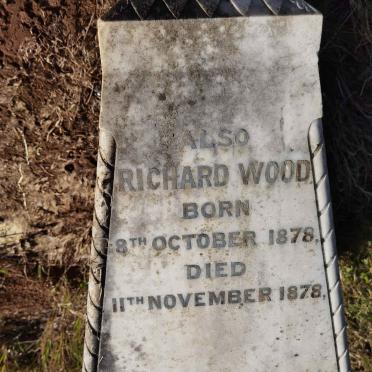 ALSO
RICHARD WOOD
BORN
8TH OCTOBER 1878,
DIED
11TH NOVEMBER 1878,